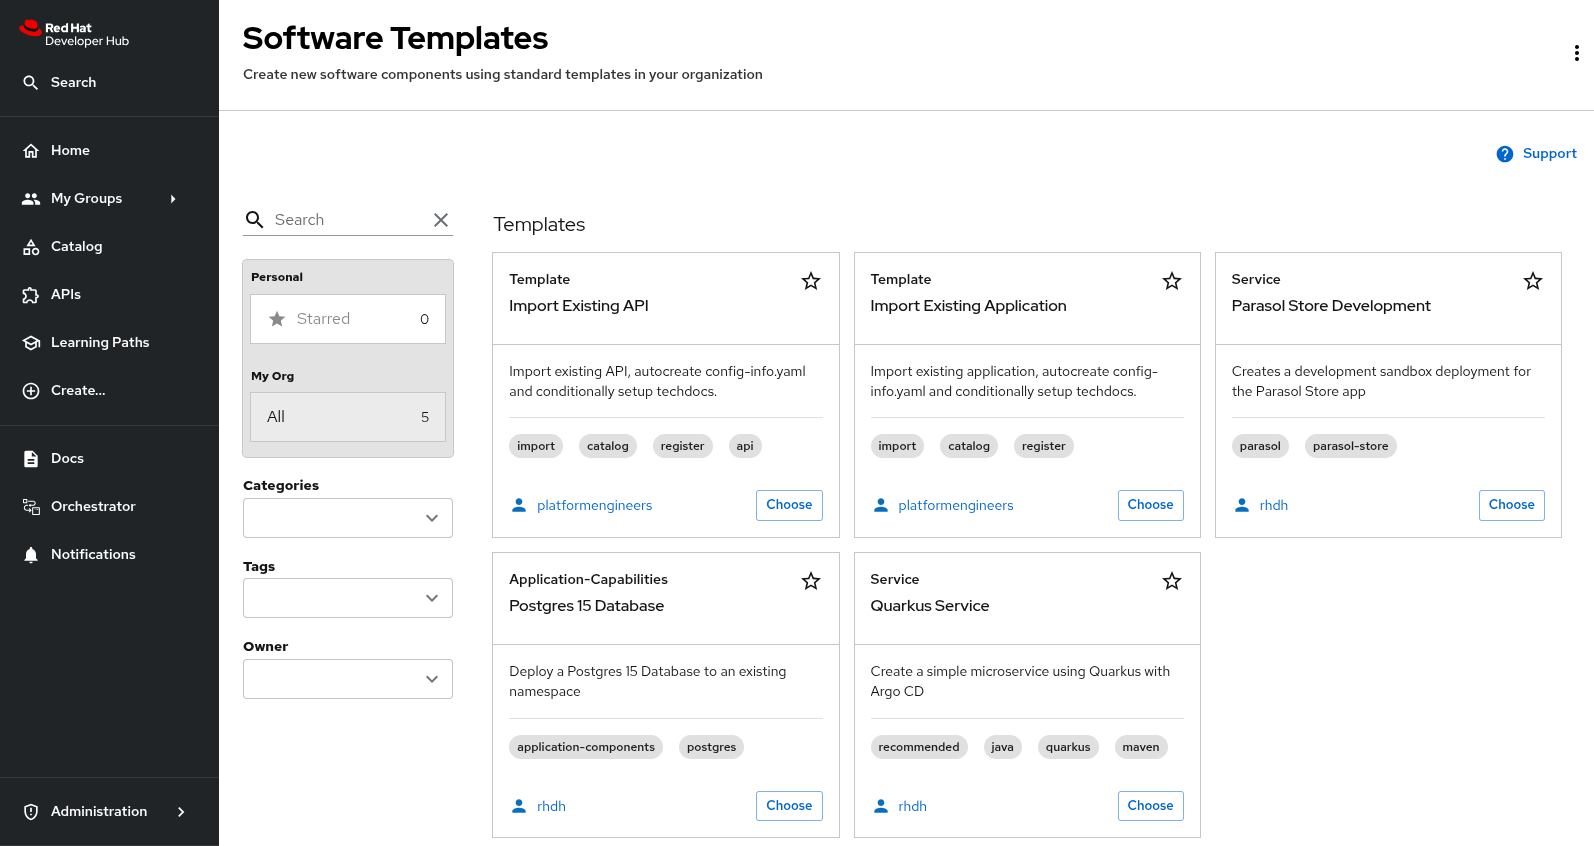 Red Hat
Developer Hub
Search
Home
My Groups
Catalog
APIs
Learning Paths
Create...
Docs
Orchestrator
Notifications
Administration
Software Templates
Create new software components using standard templates in your organization
Support
Search
Personal
Starred 0
My Org
All 5
Categories
Tags
Owner
Templates
Template
Import Existing API
Import existing API, autocreate config-info.yaml
and conditionally setup techdocs.
import catalog register api
platformengineers Choose
Template
Import Existing Application
Import existing application, autocreate config-
info.yaml and conditionally setup techdocs.
import catalog register
platformengineers Choose
Service
Parasol Store Development
Creates a development sandbox deployment for
the Parasol Store app
parasol parasol-store
rhdh Choose
Application-Capabilities
Postgres 15 Database
Deploy a Postgres 15 Database to an existing
namespace
application-components postgres
rhdh Choose
Service
Quarkus Service
Create a simple microservice using Quarkus with
Argo CD
recommended java quarkus maven
rhdh Choose